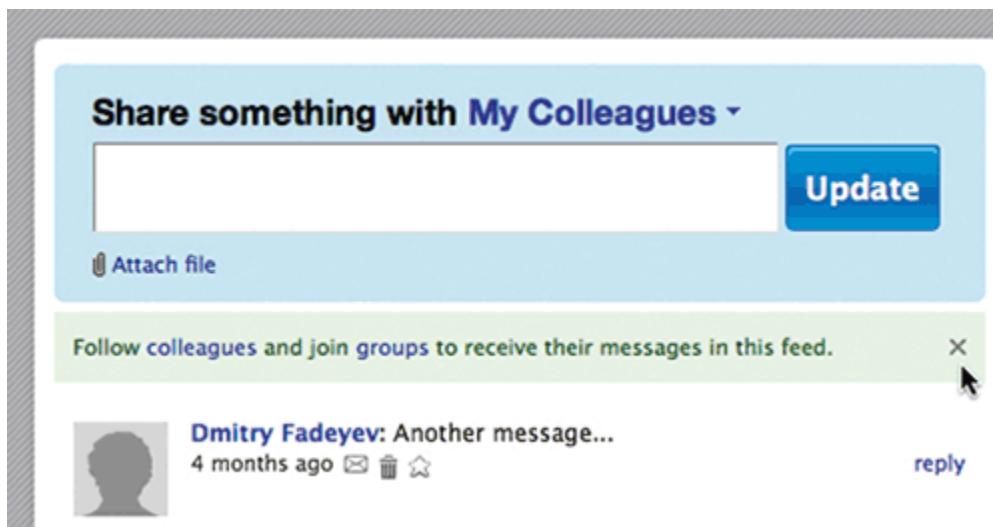 Share something with My Colleagues
Update
Attach file
Follow colleagues and join groups to receive their messages in this feed.
Dmitry Fadeyev: Another message...
4 months ago
reply